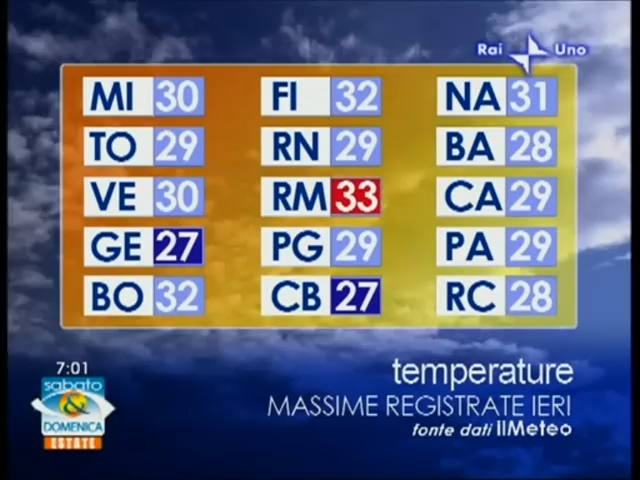 Rai Uno
MI 30 FI 32 NA 31
TO 29 RN 29 BA 28
VE 30 RM 33 CA 29
GE 27 PG 29 PA 29
BO 32 CB 27 RC 28
7:01
sabato
&
DOMENICA
ESTATE
temperature
MASSIME REGISTRATE IERI
fonte dati ilMeteo